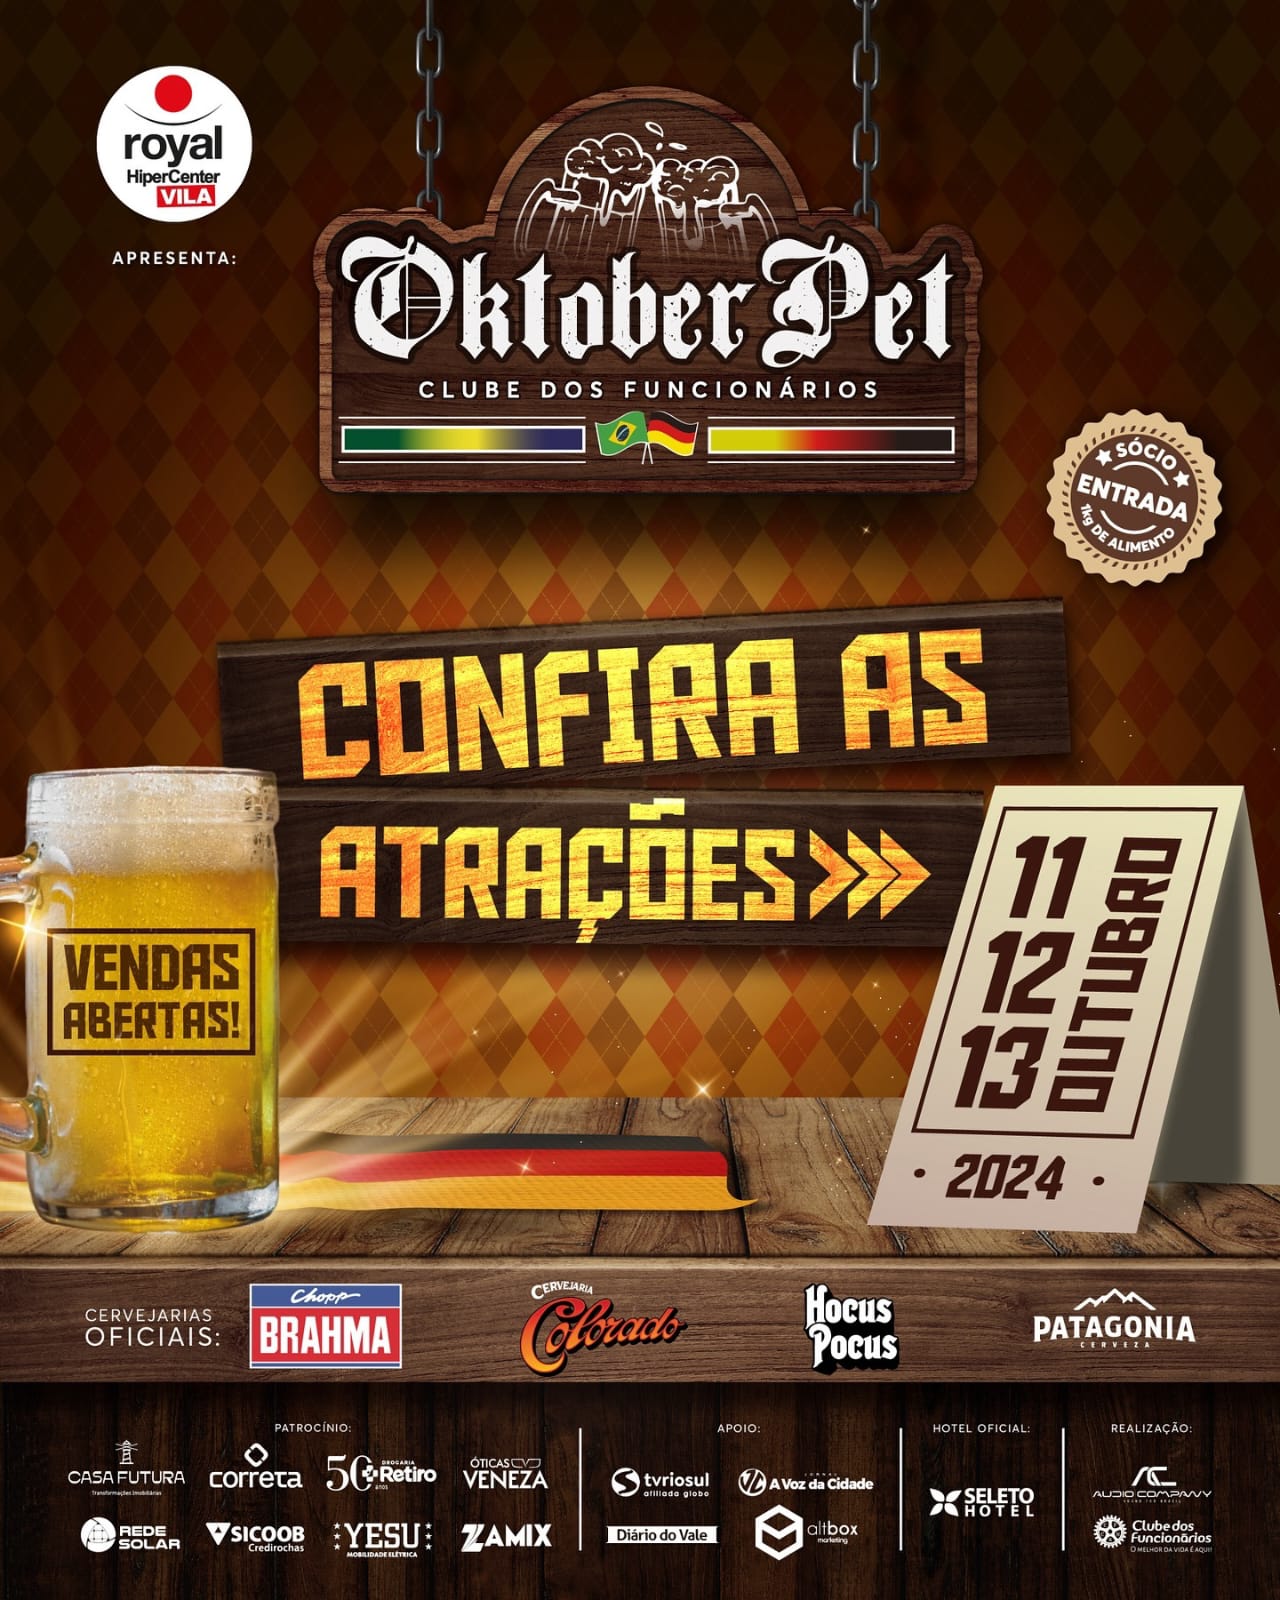 royal
HiperCenter
VILA
APRESENTA:
Oktober Pet
CLUBE DOS FUNCIONÁRIOS
SÓCIO
ENTRADA
1kg DE ALIMENTO
CONFIRA AS
ATRAÇÕES
VENDAS
ABERTAS!
11
12
13
OUTUBRO
• 2024 •
CERVEJARIAS
OFICIAIS:
Chopp
BRAHMA
CERVEJARIA
Colorado
Hocus
Pocus
PATAGONIA
CERVEZA
PATROCÍNIO:
CASA FUTURA
Transformações Imobiliárias
correta
50 anos
DROGARIA
Retiro
ÓTICAS
VENEZA
REDE
SOLAR
SICOOB
Credirochas
YESU
MOBILIDADE ELÉTRICA
ZAMIX
APOIO:
tvriosul
afiliada globo
JORNAL
A Voz da Cidade
Diário do Vale
altbox
marketing
HOTEL OFICIAL:
SELETO
HOTEL
REALIZAÇÃO:
AUDIO COMPANY
Clube dos
Funcionários
O MELHOR DA VIDA É AQUI!